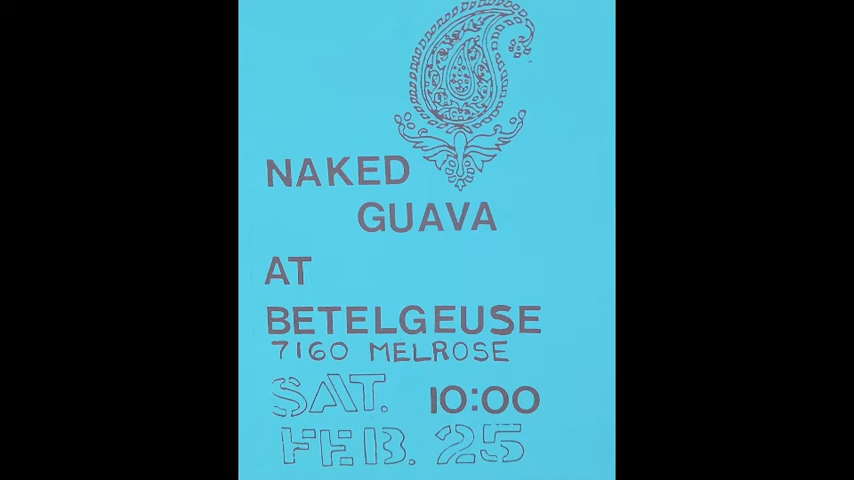 NAKED
GUAVA
AT
BETELGEUSE
7160 MELROSE
SAT. 10:00
FEB. 25